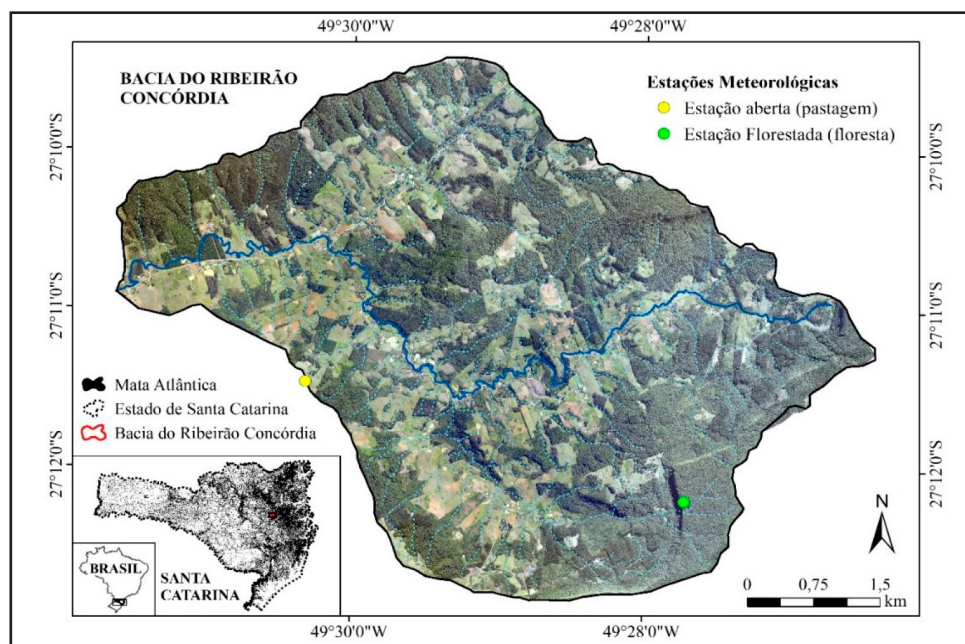 49°30'0"W 49°28'0"W
BACIA DO RIBEIRÃO
CONCÓRDIA
Estações Meteorológicas
Estação aberta (pastagem)
Estação Florestada (floresta)
27°10'0"S 27°10'0"S
27°11'0"S 27°11'0"S
Mata Atlântica
Estado de Santa Catarina
Bacia do Ribeirão Concórdia
27°12'0"S 27°12'0"S
BRASIL
SANTA
CATARINA
N
0 0,75 1,5
km
49°30'0"W 49°28'0"W